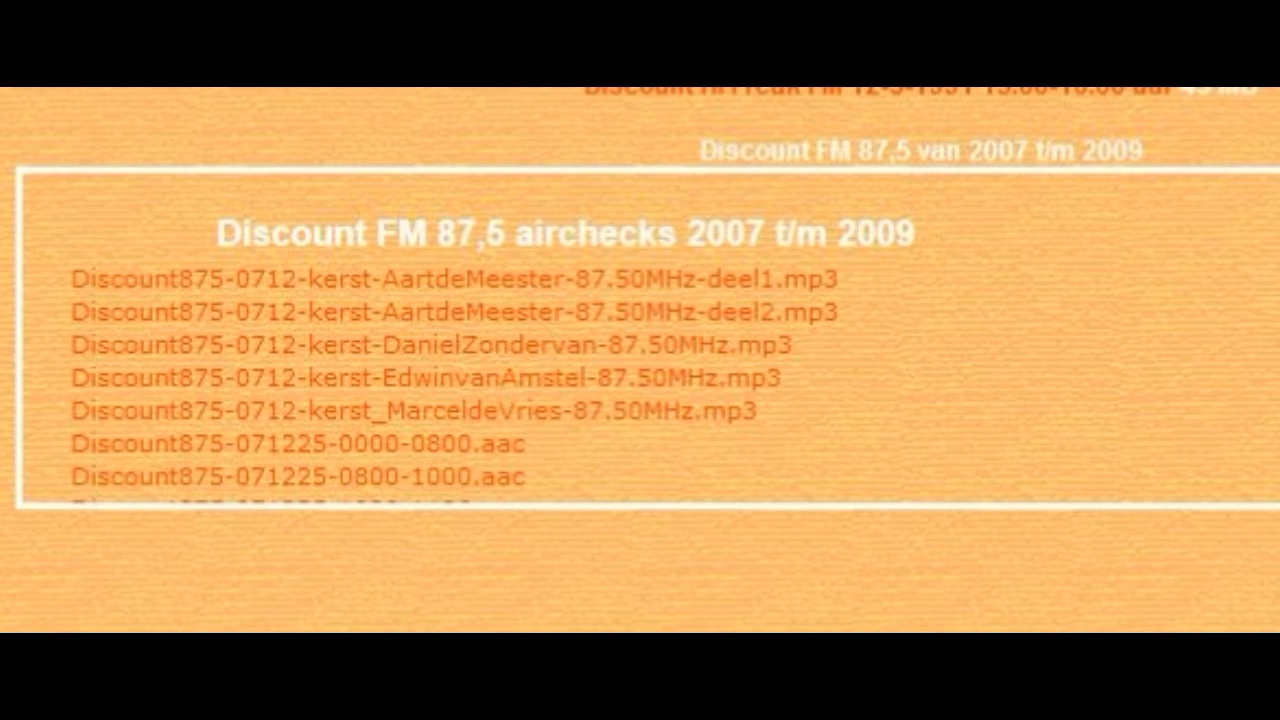 Discount FM 87,5 van 2007 t/m 2009
Discount FM 87,5 airchecks 2007 t/m 2009
Discount875-0712-kerst-AartdeMeester-87.50MHz-deel1.mp3
Discount875-0712-kerst-AartdeMeester-87.50MHz-deel2.mp3
Discount875-0712-kerst-DanielZondervan-87.50MHz.mp3
Discount875-0712-kerst-EdwinvanAmstel-87.50MHz.mp3
Discount875-0712-kerst_MarceldeVries-87.50MHz.mp3
Discount875-071225-0000-0800.aac
Discount875-071225-0800-1000.aac